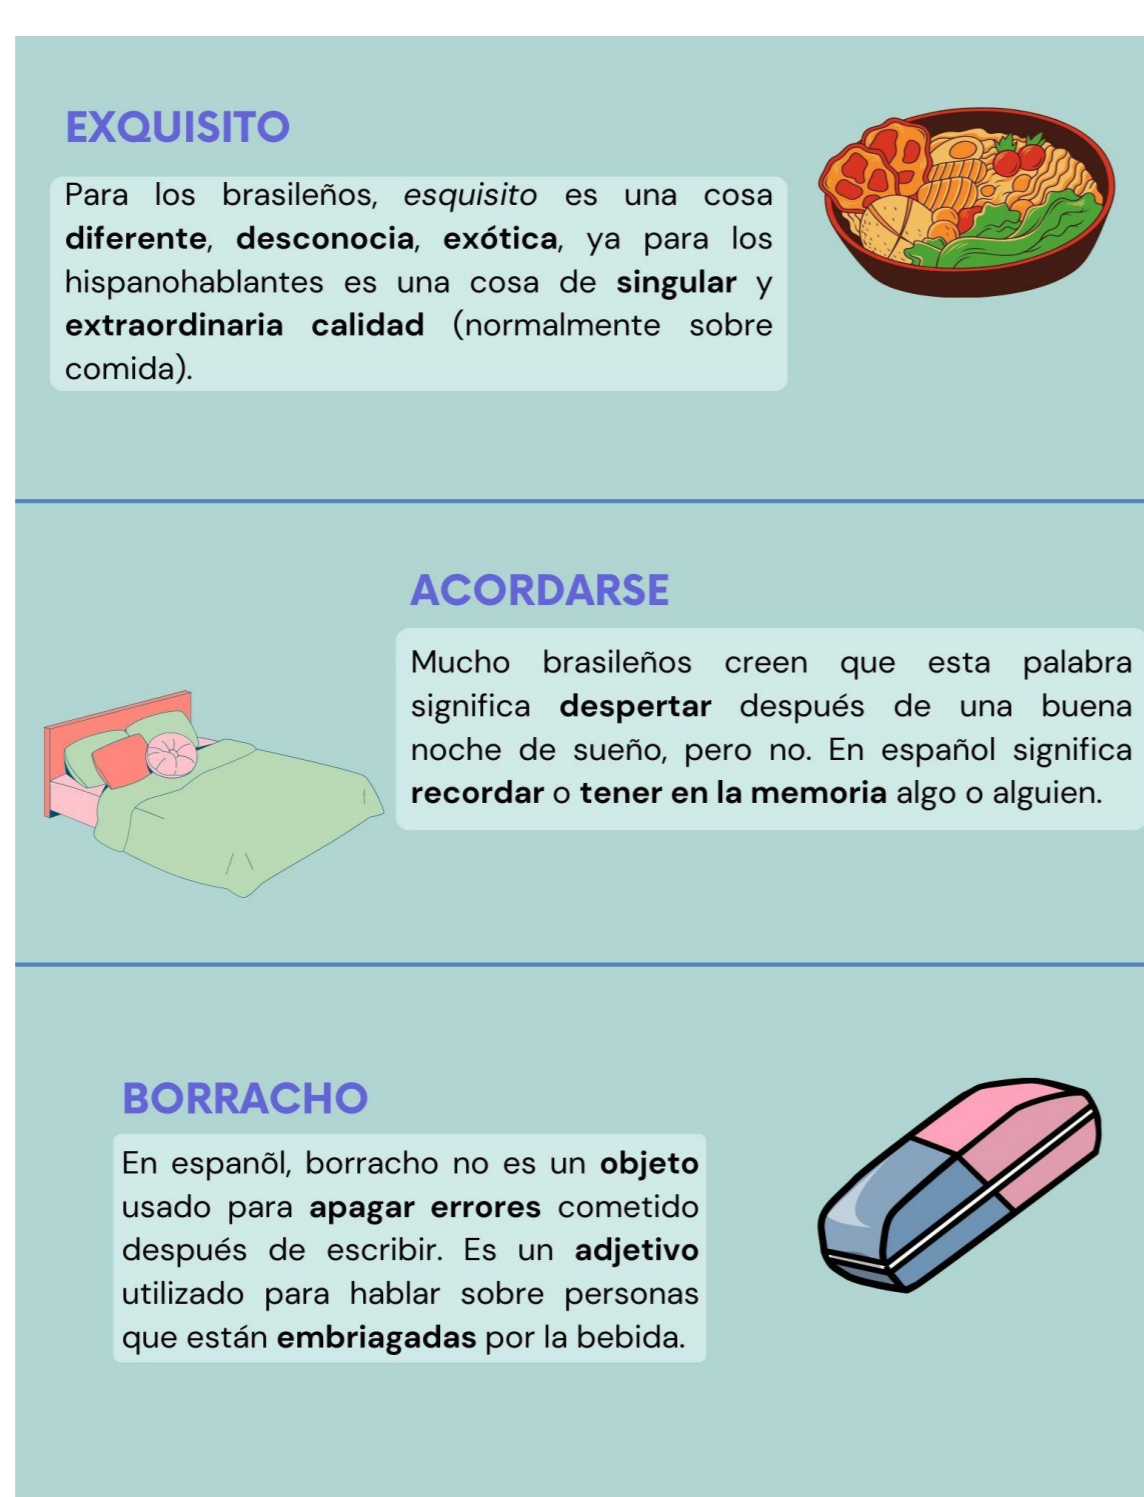 EXQUISITO
Para los brasileños, esquisito es una cosa
diferente, desconocia, exótica, ya para los
hispanohablantes es una cosa de singular y
extraordinaria calidad (normalmente sobre
comida).
ACORDARSE
Mucho brasileños creen que esta palabra
significa despertar después de una buena
noche de sueño, pero no. En español significa
recordar o tener en la memoria algo o alguien.
BORRACHO
En espanõl, borracho no es un objeto
usado para apagar errores cometido
después de escribir. Es un adjetivo
utilizado para hablar sobre personas
que están embriagadas por la bebida.